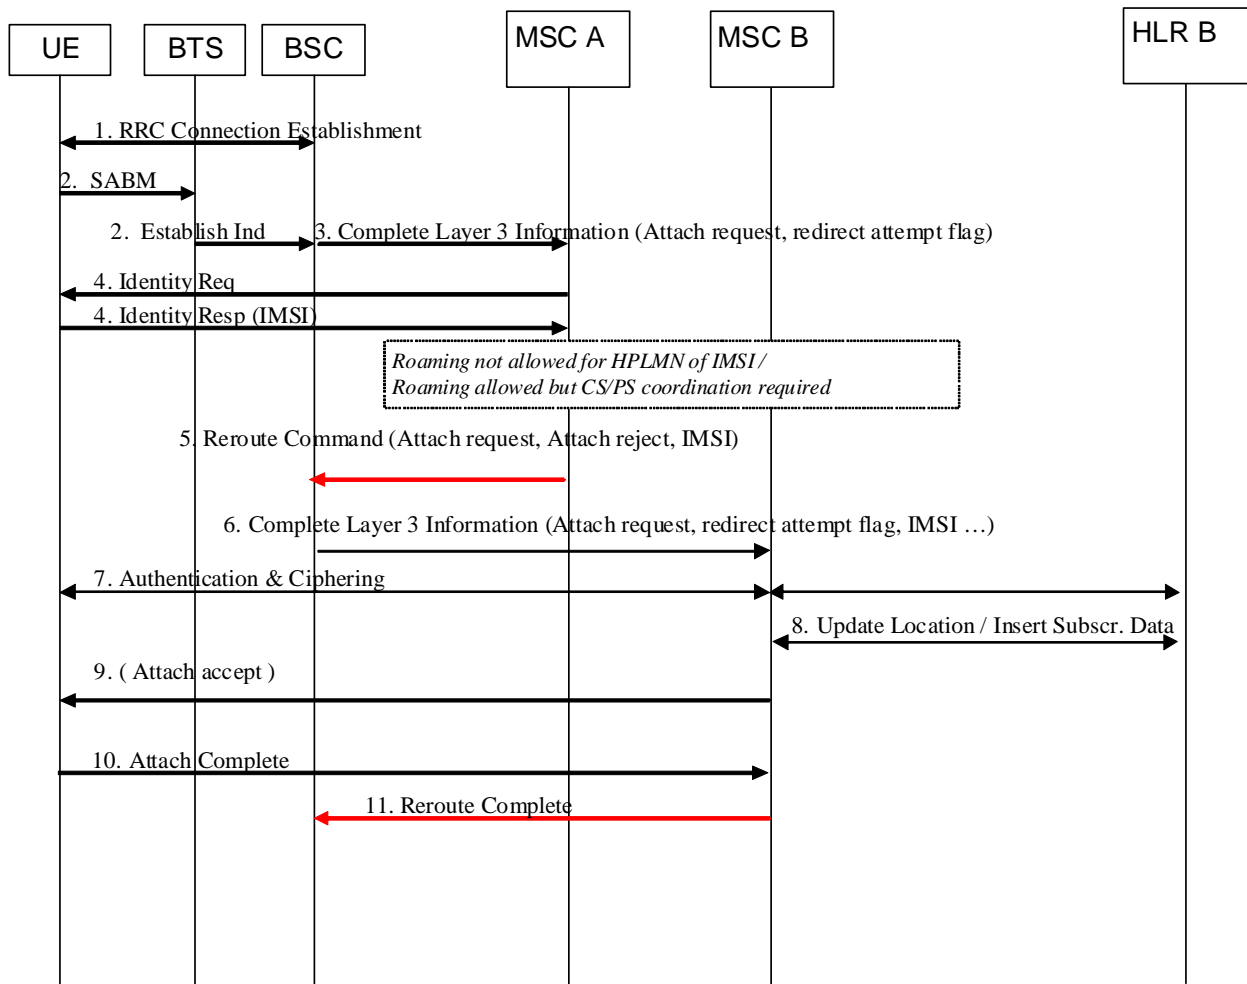 UE
BTS
BSC
MSC A
MSC B
HLR B
1. RRC Connection Establishment
2. SABM
2. Establish Ind
3. Complete Layer 3 Information (Attach request, redirect attempt flag)
4. Identity Req
4. Identity Resp (IMSI)
Roaming not allowed for HPLMN of IMSI /
Roaming allowed but CS/PS coordination required
5. Reroute Command (Attach request, Attach reject, IMSI)
6. Complete Layer 3 Information (Attach request, redirect attempt flag, IMSI …)
7. Authentication & Ciphering
8. Update Location / Insert Subscr. Data
9. ( Attach accept )
10. Attach Complete
11. Reroute Complete